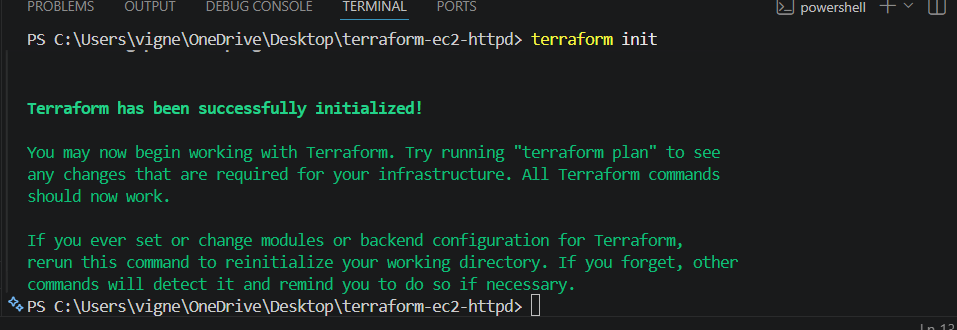 PROBLEMS OUTPUT DEBUG CONSOLE TERMINAL PORTS powershell
PS C:\Users\vigne\OneDrive\Desktop\terraform-ec2-httpd> terraform init
Terraform has been successfully initialized!
You may now begin working with Terraform. Try running "terraform plan" to see
any changes that are required for your infrastructure. All Terraform commands
should now work.
If you ever set or change modules or backend configuration for Terraform,
rerun this command to reinitialize your working directory. If you forget, other
commands will detect it and remind you to do so if necessary.
PS C:\Users\vigne\OneDrive\Desktop\terraform-ec2-httpd>